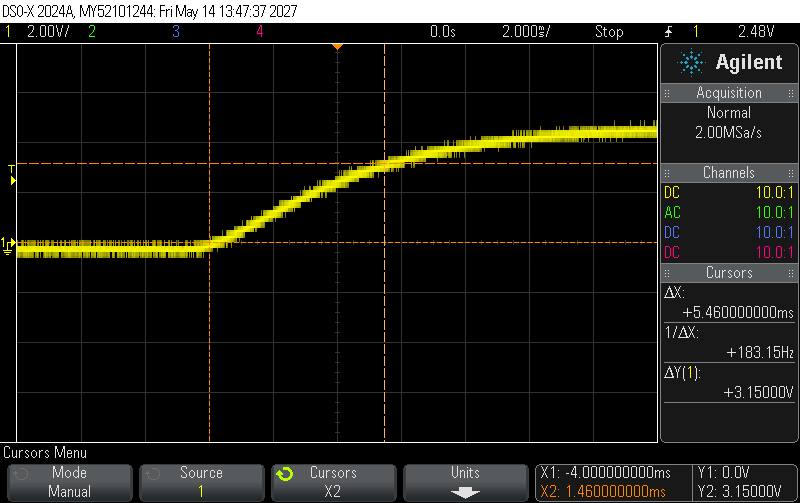 DSO-X 2024A, MY52101244: Fri May 14 13:47:37 2027
1 2.00V/ 2 3 4 0.0s 2.000ms/ Stop 1 2.48V
Agilent
Acquisition
Normal
2.00MSa/s
Channels
DC 10.0:1
AC 10.0:1
DC 10.0:1
DC 10.0:1
Cursors
ΔX:
+5.460000000ms
1/ΔX:
+183.15Hz
ΔY(1):
+3.15000V
T
1
Cursors Menu
Mode
Manual
Source
1
Cursors
X2
Units
X1: -4.000000000ms
X2: 1.460000000ms
Y1: 0.0V
Y2: 3.15000V